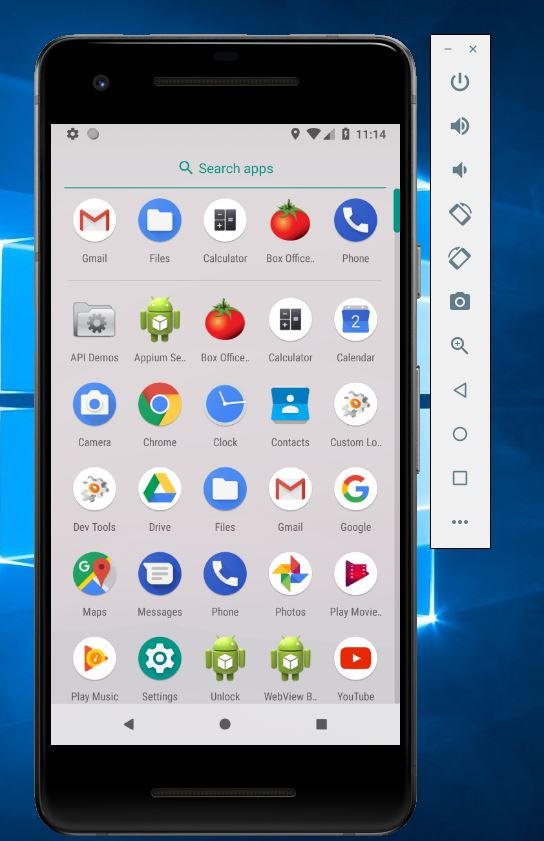 11:14
Search apps
Gmail Files Calculator Box Office.. Phone
API Demos Appium Se.. Box Office.. Calculator Calendar
2
Camera Chrome Clock Contacts Custom Lo..
Dev Tools Drive Files Gmail Google
Maps Messages Phone Photos Play Movie..
Play Music Settings Unlock WebView B.. YouTube